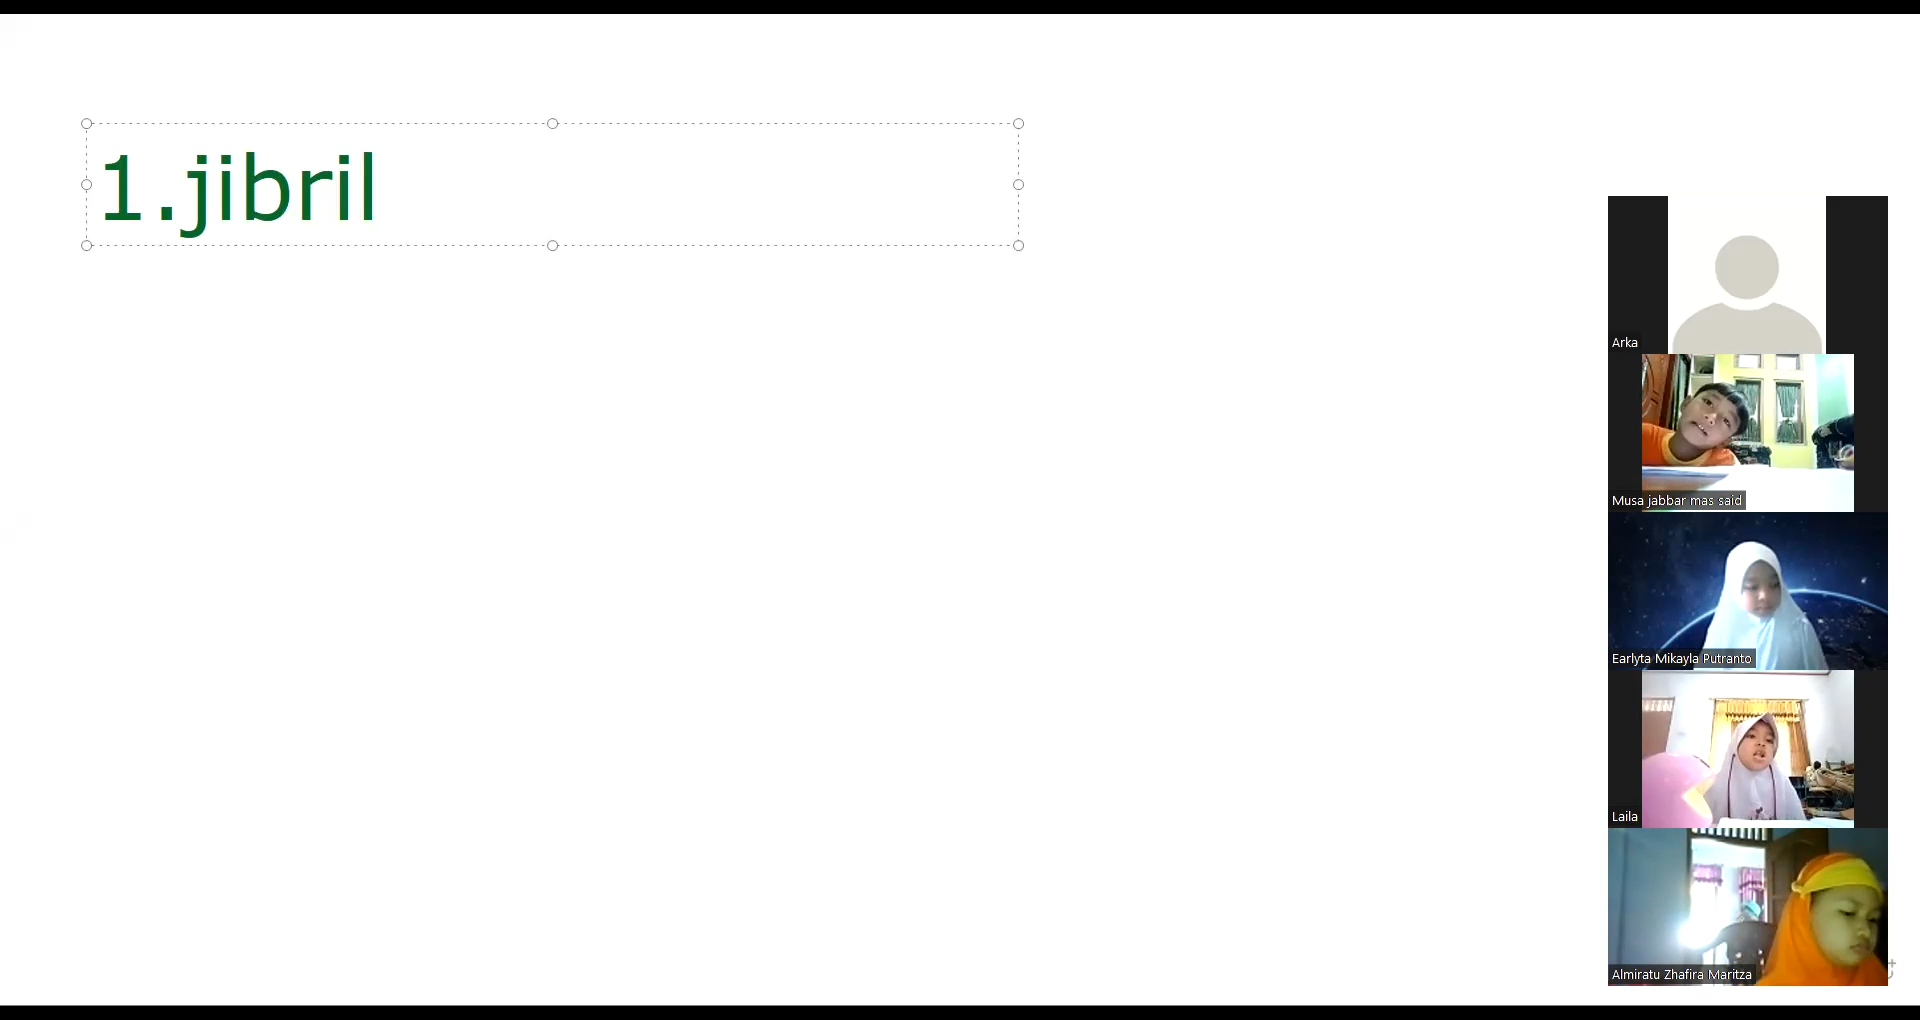 1.jibril
Arka
Musa jabbar mas said
Earlyta Mikayla Putranto
Laila
Almiratu Zhafira Maritza